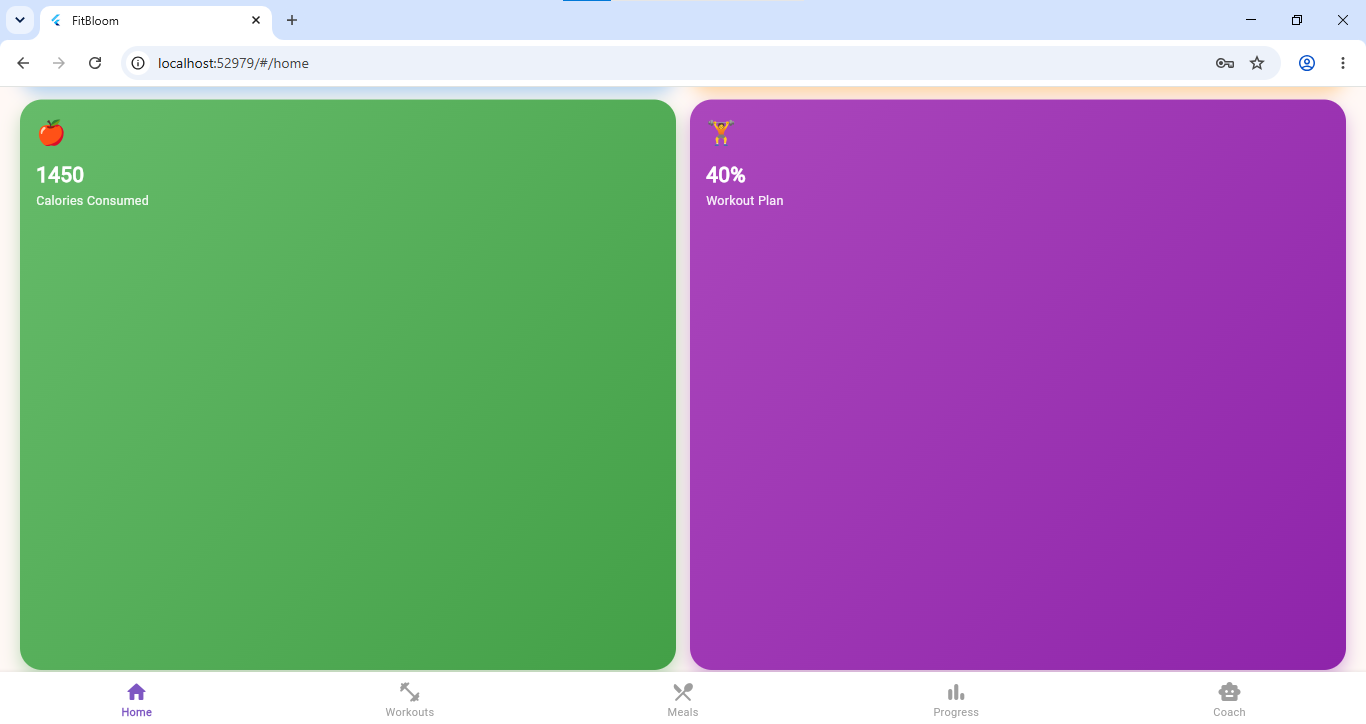 FitBloom
localhost:52979/#/home
1450
Calories Consumed
40%
Workout Plan
Home
Workouts
Meals
Progress
Coach